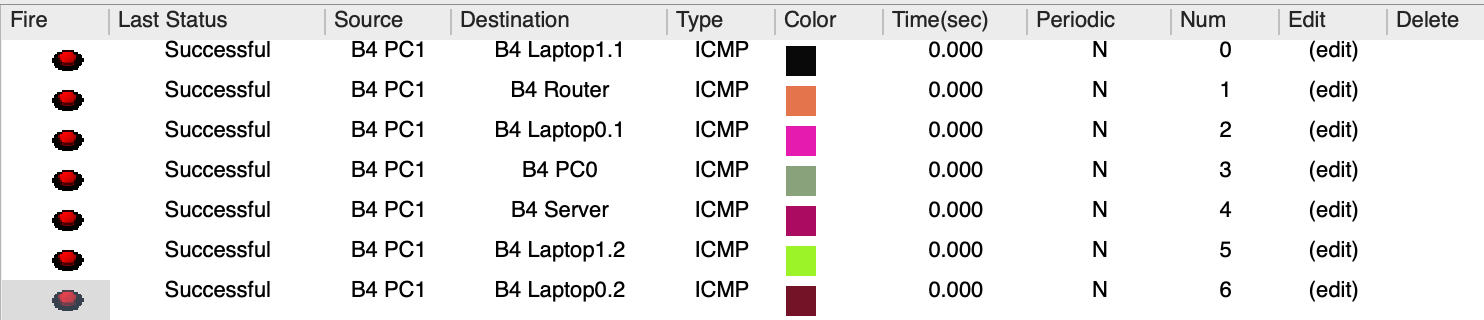 Fire Last Status Source Destination Type Color Time(sec) Periodic Num Edit Delete
Successful B4 PC1 B4 Laptop1.1 ICMP 0.000 N 0 (edit)
Successful B4 PC1 B4 Router ICMP 0.000 N 1 (edit)
Successful B4 PC1 B4 Laptop0.1 ICMP 0.000 N 2 (edit)
Successful B4 PC1 B4 PC0 ICMP 0.000 N 3 (edit)
Successful B4 PC1 B4 Server ICMP 0.000 N 4 (edit)
Successful B4 PC1 B4 Laptop1.2 ICMP 0.000 N 5 (edit)
Successful B4 PC1 B4 Laptop0.2 ICMP 0.000 N 6 (edit)